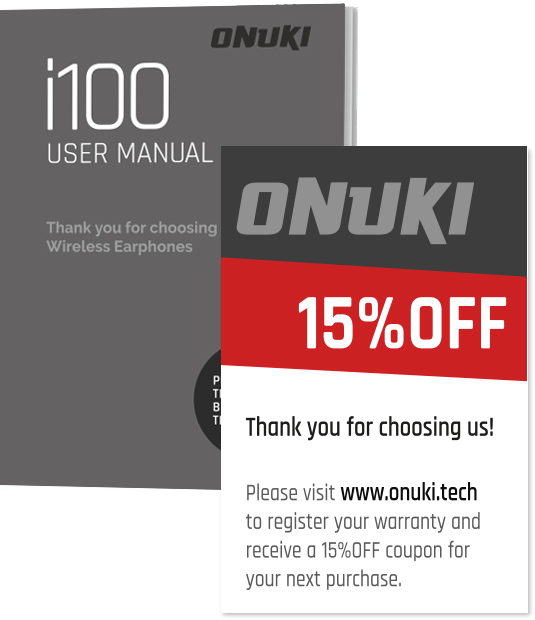 ONUKI
i100
USER MANUAL
Thank you for choosing
Wireless Earphones
ONUKI
15%OFF
Thank you for choosing us!
Please visit www.onuki.tech
to register your warranty and
receive a 15%OFF coupon for
your next purchase.